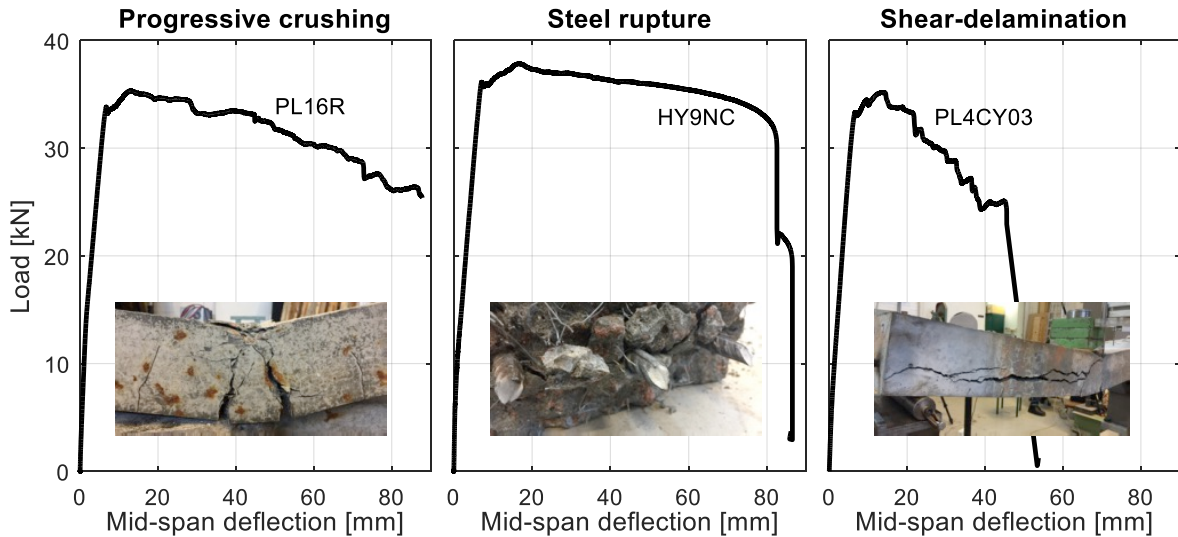 Progressive crushing
Steel rupture
Shear-delamination
40
30
20
10
0
Load [kN]
PL16R
HY9NC
PL4CY03
0 20 40 60 80
0 20 40 60 80
0 20 40 60 80
Mid-span deflection [mm]
Mid-span deflection [mm]
Mid-span deflection [mm]